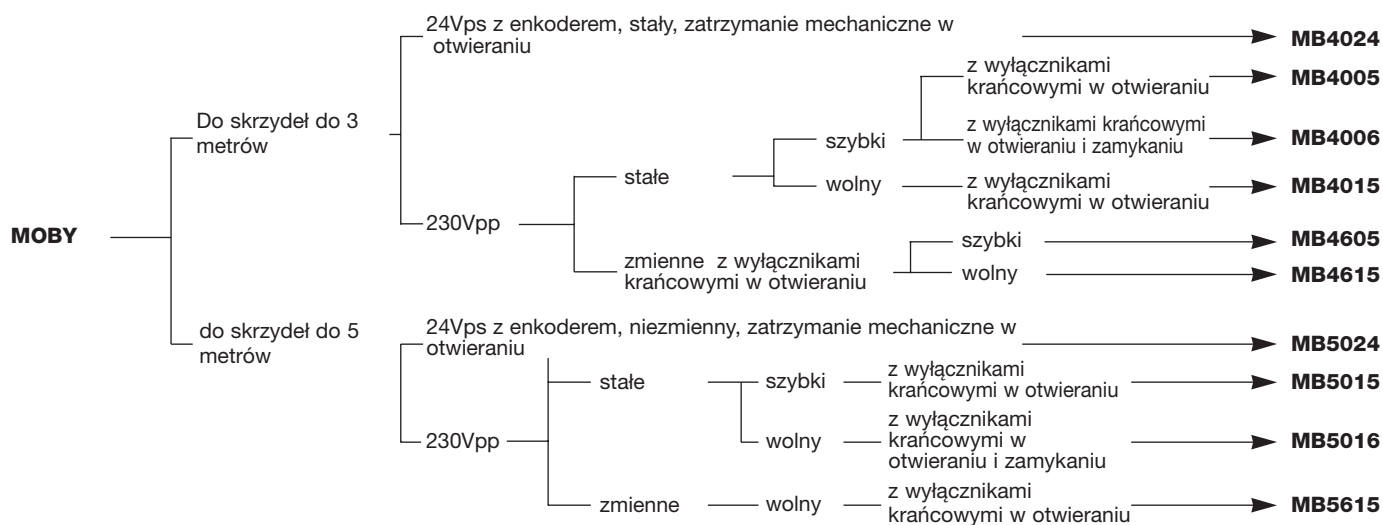 24Vps z enkoderem, stały, zatrzymanie mechaniczne w
otwieraniu
MB4024
z wyłącznikami
krańcowymi w otwieraniu
MB4005
Do skrzydeł do 3
metrów
szybki
z wyłącznikami krańcowymi
w otwieraniu i zamykaniu
MB4006
stałe
wolny
z wyłącznikami
krańcowymi w otwieraniu
MB4015
MOBY
230Vpp
szybki
MB4605
zmienne z wyłącznikami
krańcowymi w otwieraniu
wolny
MB4615
do skrzydeł do 5
metrów
24Vps z enkoderem, niezmienny, zatrzymanie mechaniczne w
otwieraniu
MB5024
stałe
szybki
z wyłącznikami
krańcowymi w otwieraniu
MB5015
230Vpp
wolny
z wyłącznikami
krańcowymi w
otwieraniu i zamykaniu
MB5016
zmienne
wolny
z wyłącznikami
krańcowymi w otwieraniu
MB5615